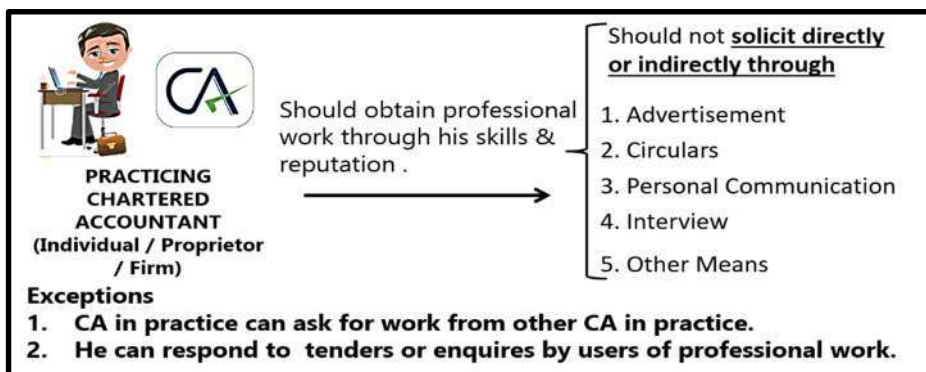 CA
PRACTICING
CHARTERED
ACCOUNTANT
(Individual / Proprietor
/ Firm)
Should obtain professional
work through his skills &
reputation .
Should not solicit directly
or indirectly through
1. Advertisement
2. Circulars
3. Personal Communication
4. Interview
5. Other Means
Exceptions
1. CA in practice can ask for work from other CA in practice.
2. He can respond to tenders or enquires by users of professional work.